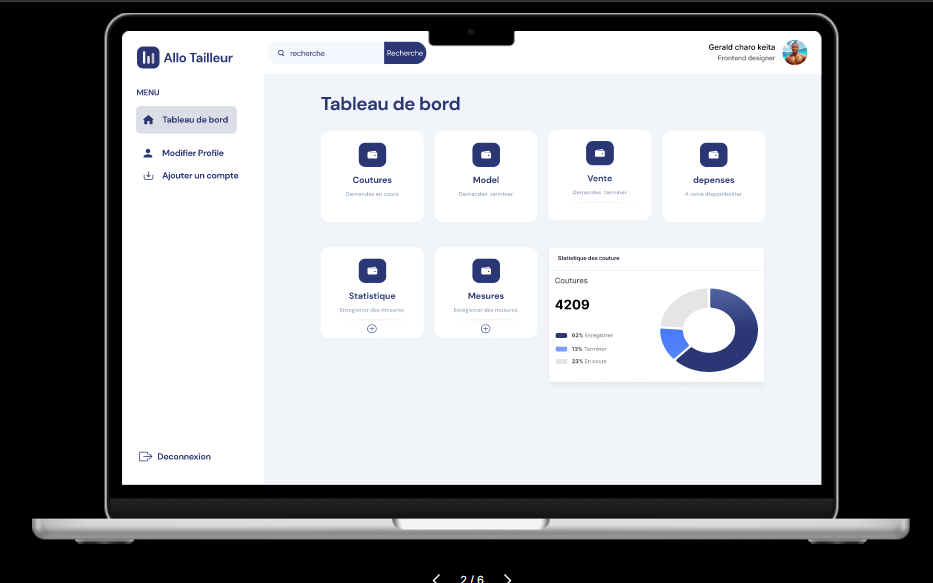 Allo Tailleur
recherche
Recherche
Gerald charo keita
Frontend designer
MENU
Tableau de bord
Modifier Profile
Ajouter un compte
Deconnexion
Tableau de bord
Coutures
Demandes en cours
Model
Demandes terminer
Vente
Demandes terminer
depenses
A votre disponibolter
Statistique
Enregistrer des mesures
Mesures
Enregistrer des mesures
Statistique des couture
Coutures
4209
62% Enregistrer
13% Terminer
23% En cours
2 / 6